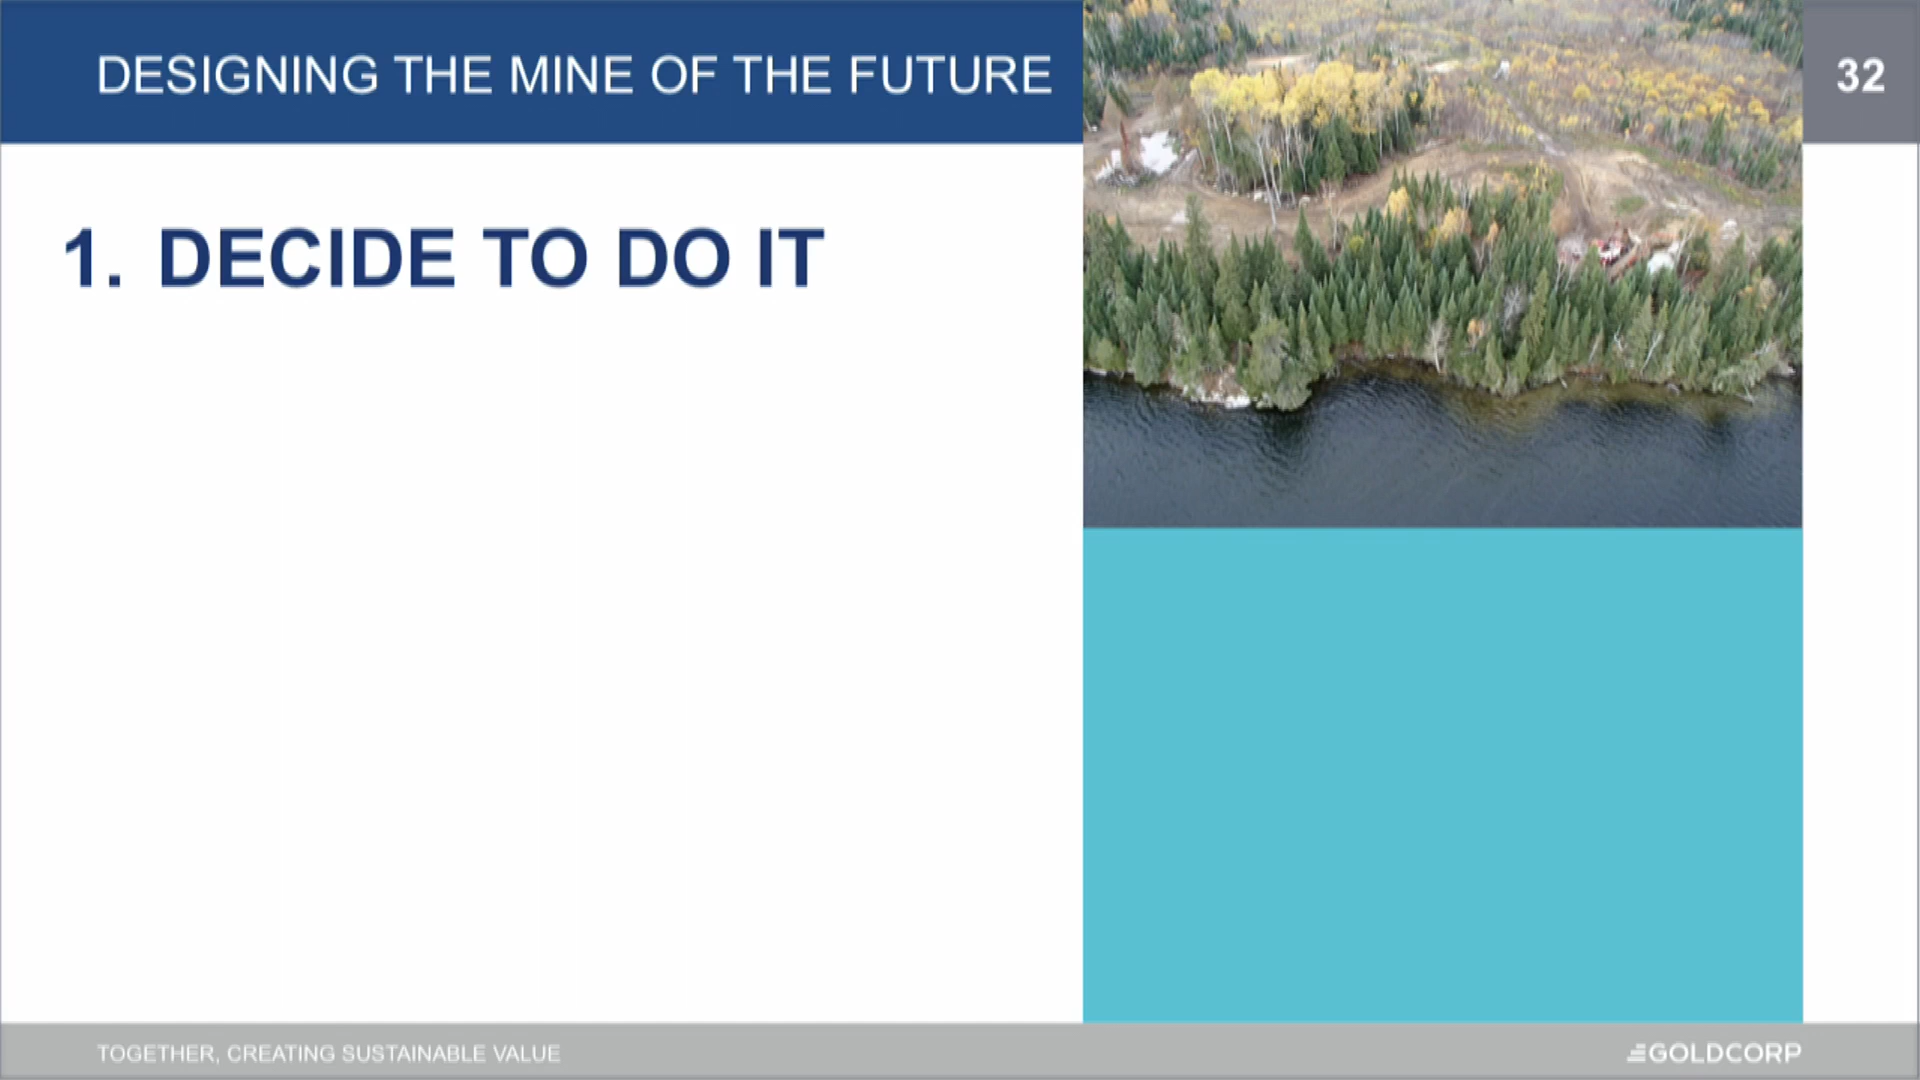 DESIGNING THE MINE OF THE FUTURE
32
1. DECIDE TO DO IT
TOGETHER, CREATING SUSTAINABLE VALUE
GOLDCORP